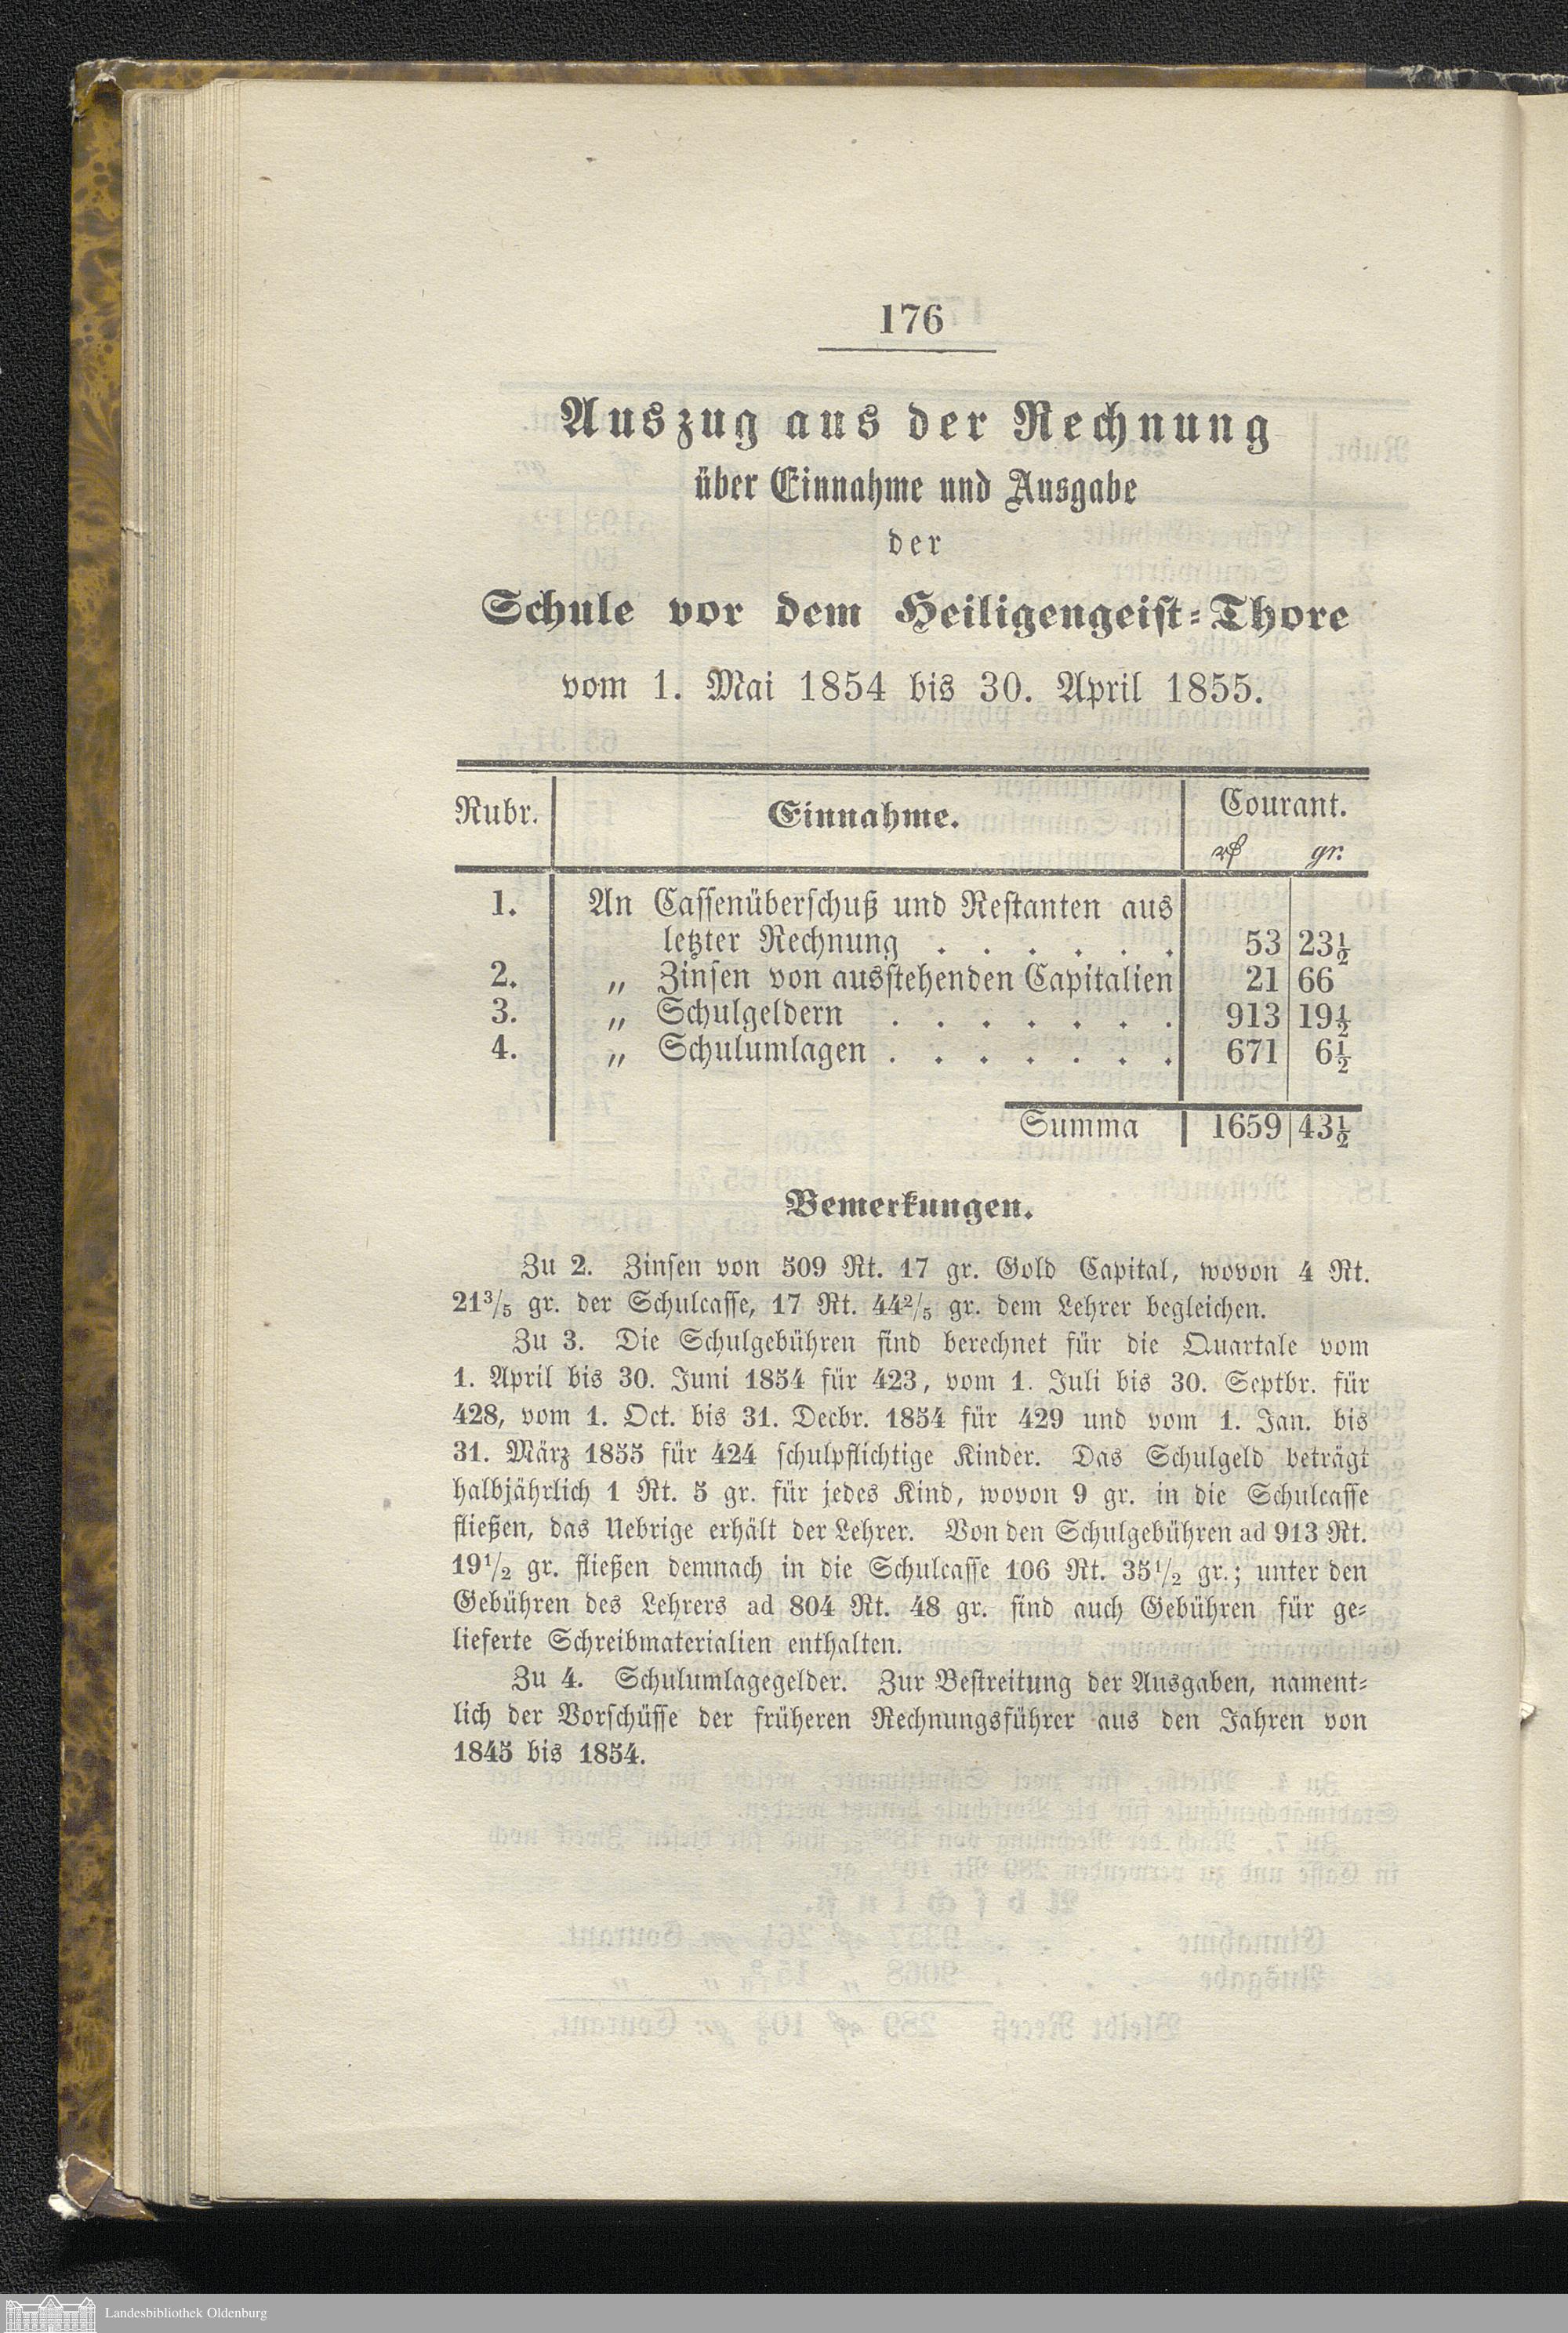 176
Auszug aus der Rechnung
über Einnahme und Ausgabe
der
Schule vor dem Heiligengeist-Thore
vom 1. Mai 1854 bis 30. April 1855.
Rubr. Einnahme. Courant.
₰ gr.
1. An Cassenüberschuß und Restanten aus
letzter Rechnung . . . . . . 53 23½
2. „ Zinsen von ausstehenden Capitalien 21 66
3. „ Schulgeldern . . . . . . . 913 19½
4. „ Schulumlagen . . . . . . . 671 6½
Summa 1659 43½
Bemerkungen.
Zu 2. Zinsen von 509 Rt. 17 gr. Gold Capital, wovon 4 Rt.
21³/₅ gr. der Schulcasse, 17 Rt. 44²/₅ gr. dem Lehrer begleichen.
Zu 3. Die Schulgebühren sind berechnet für die Quartale vom
1. April bis 30. Juni 1854 für 423, vom 1. Juli bis 30. Septbr. für
428, vom 1. Oct. bis 31. Decbr. 1854 für 429 und vom 1. Jan. bis
31. März 1855 für 424 schulpflichtige Kinder. Das Schulgeld beträgt
halbjährlich 1 Rt. 5 gr. für jedes Kind, wovon 9 gr. in die Schulcasse
fließen, das Uebrige erhält der Lehrer. Von den Schulgebühren ad 913 Rt.
19¹/₂ gr. fließen demnach in die Schulcasse 106 Rt. 35¹/₂ gr.; unter den
Gebühren des Lehrers ad 804 Rt. 48 gr. sind auch Gebühren für ge-
lieferte Schreibmaterialien enthalten.
Zu 4. Schulumlagegelder. Zur Bestreitung der Ausgaben, nament-
lich der Vorschüsse der früheren Rechnungsführer aus den Jahren von
1845 bis 1854.
Landesbibliothek Oldenburg